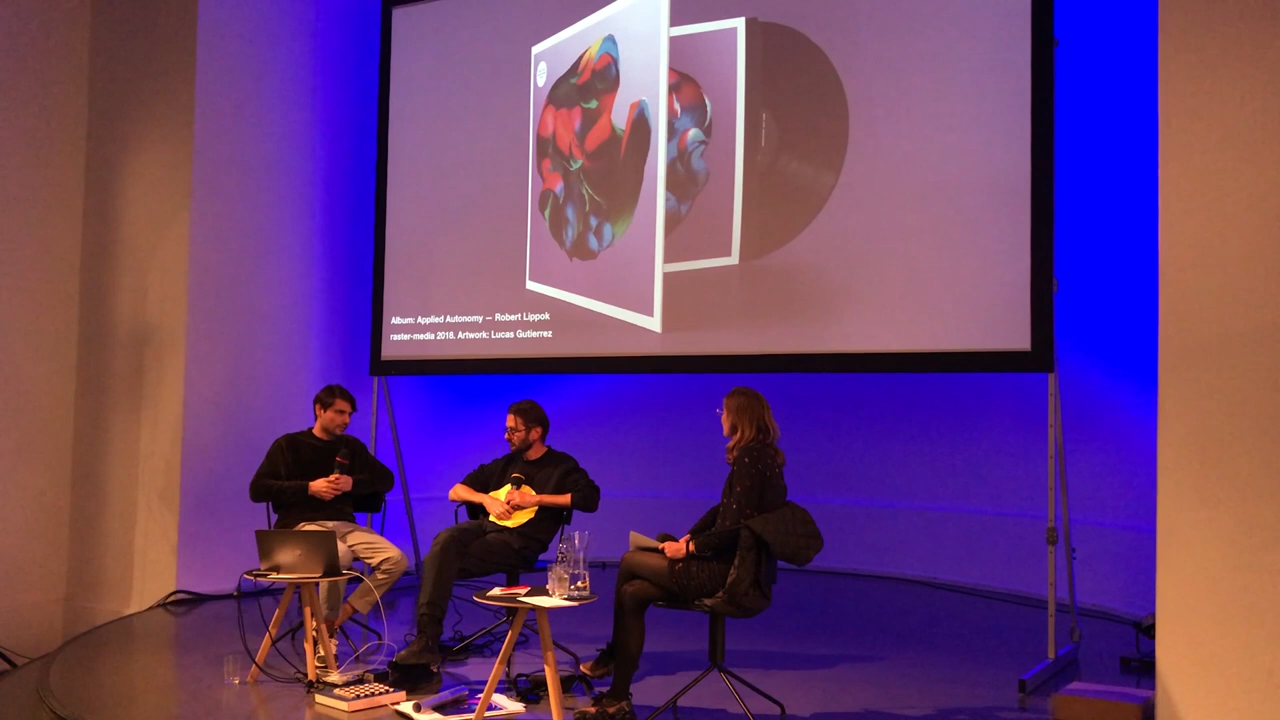 Album: Applied Autonomy — Robert Lippok
raster-media 2018. Artwork: Lucas Gutierrez